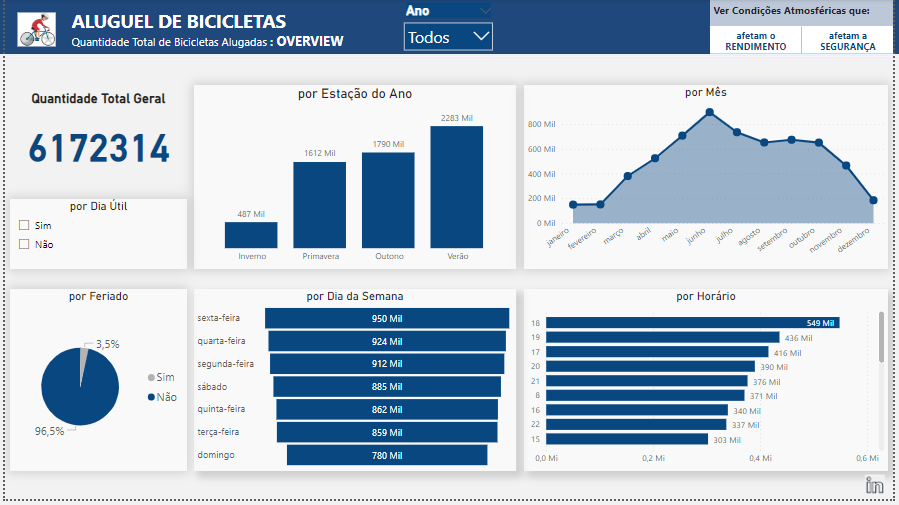 ALUGUEL DE BICICLETAS
Quantidade Total de Bicicletas Alugadas : OVERVIEW
Ano
Todos
Ver Condições Atmosféricas que:
afetam o
RENDIMENTO
afetam a
SEGURANÇA
Quantidade Total Geral
6172314
por Dia Útil
Sim
Não
por Estação do Ano
487 Mil
1612 Mil
1790 Mil
2283 Mil
Inverno
Primavera
Outono
Verão
por Mês
800 Mil
600 Mil
400 Mil
200 Mil
0 Mil
janeiro
fevereiro
março
abril
maio
junho
julho
agosto
setembro
outubro
novembro
dezembro
por Feriado
3,5%
96,5%
Sim
Não
por Dia da Semana
sexta-feira 950 Mil
quarta-feira 924 Mil
segunda-feira 912 Mil
sábado 885 Mil
quinta-feira 862 Mil
terça-feira 859 Mil
domingo 780 Mil
por Horário
18 549 Mil
19 436 Mil
17 416 Mil
20 390 Mil
21 376 Mil
8 371 Mil
16 340 Mil
22 337 Mil
15 303 Mil
0,0 Mi 0,2 Mi 0,4 Mi 0,6 Mi
in